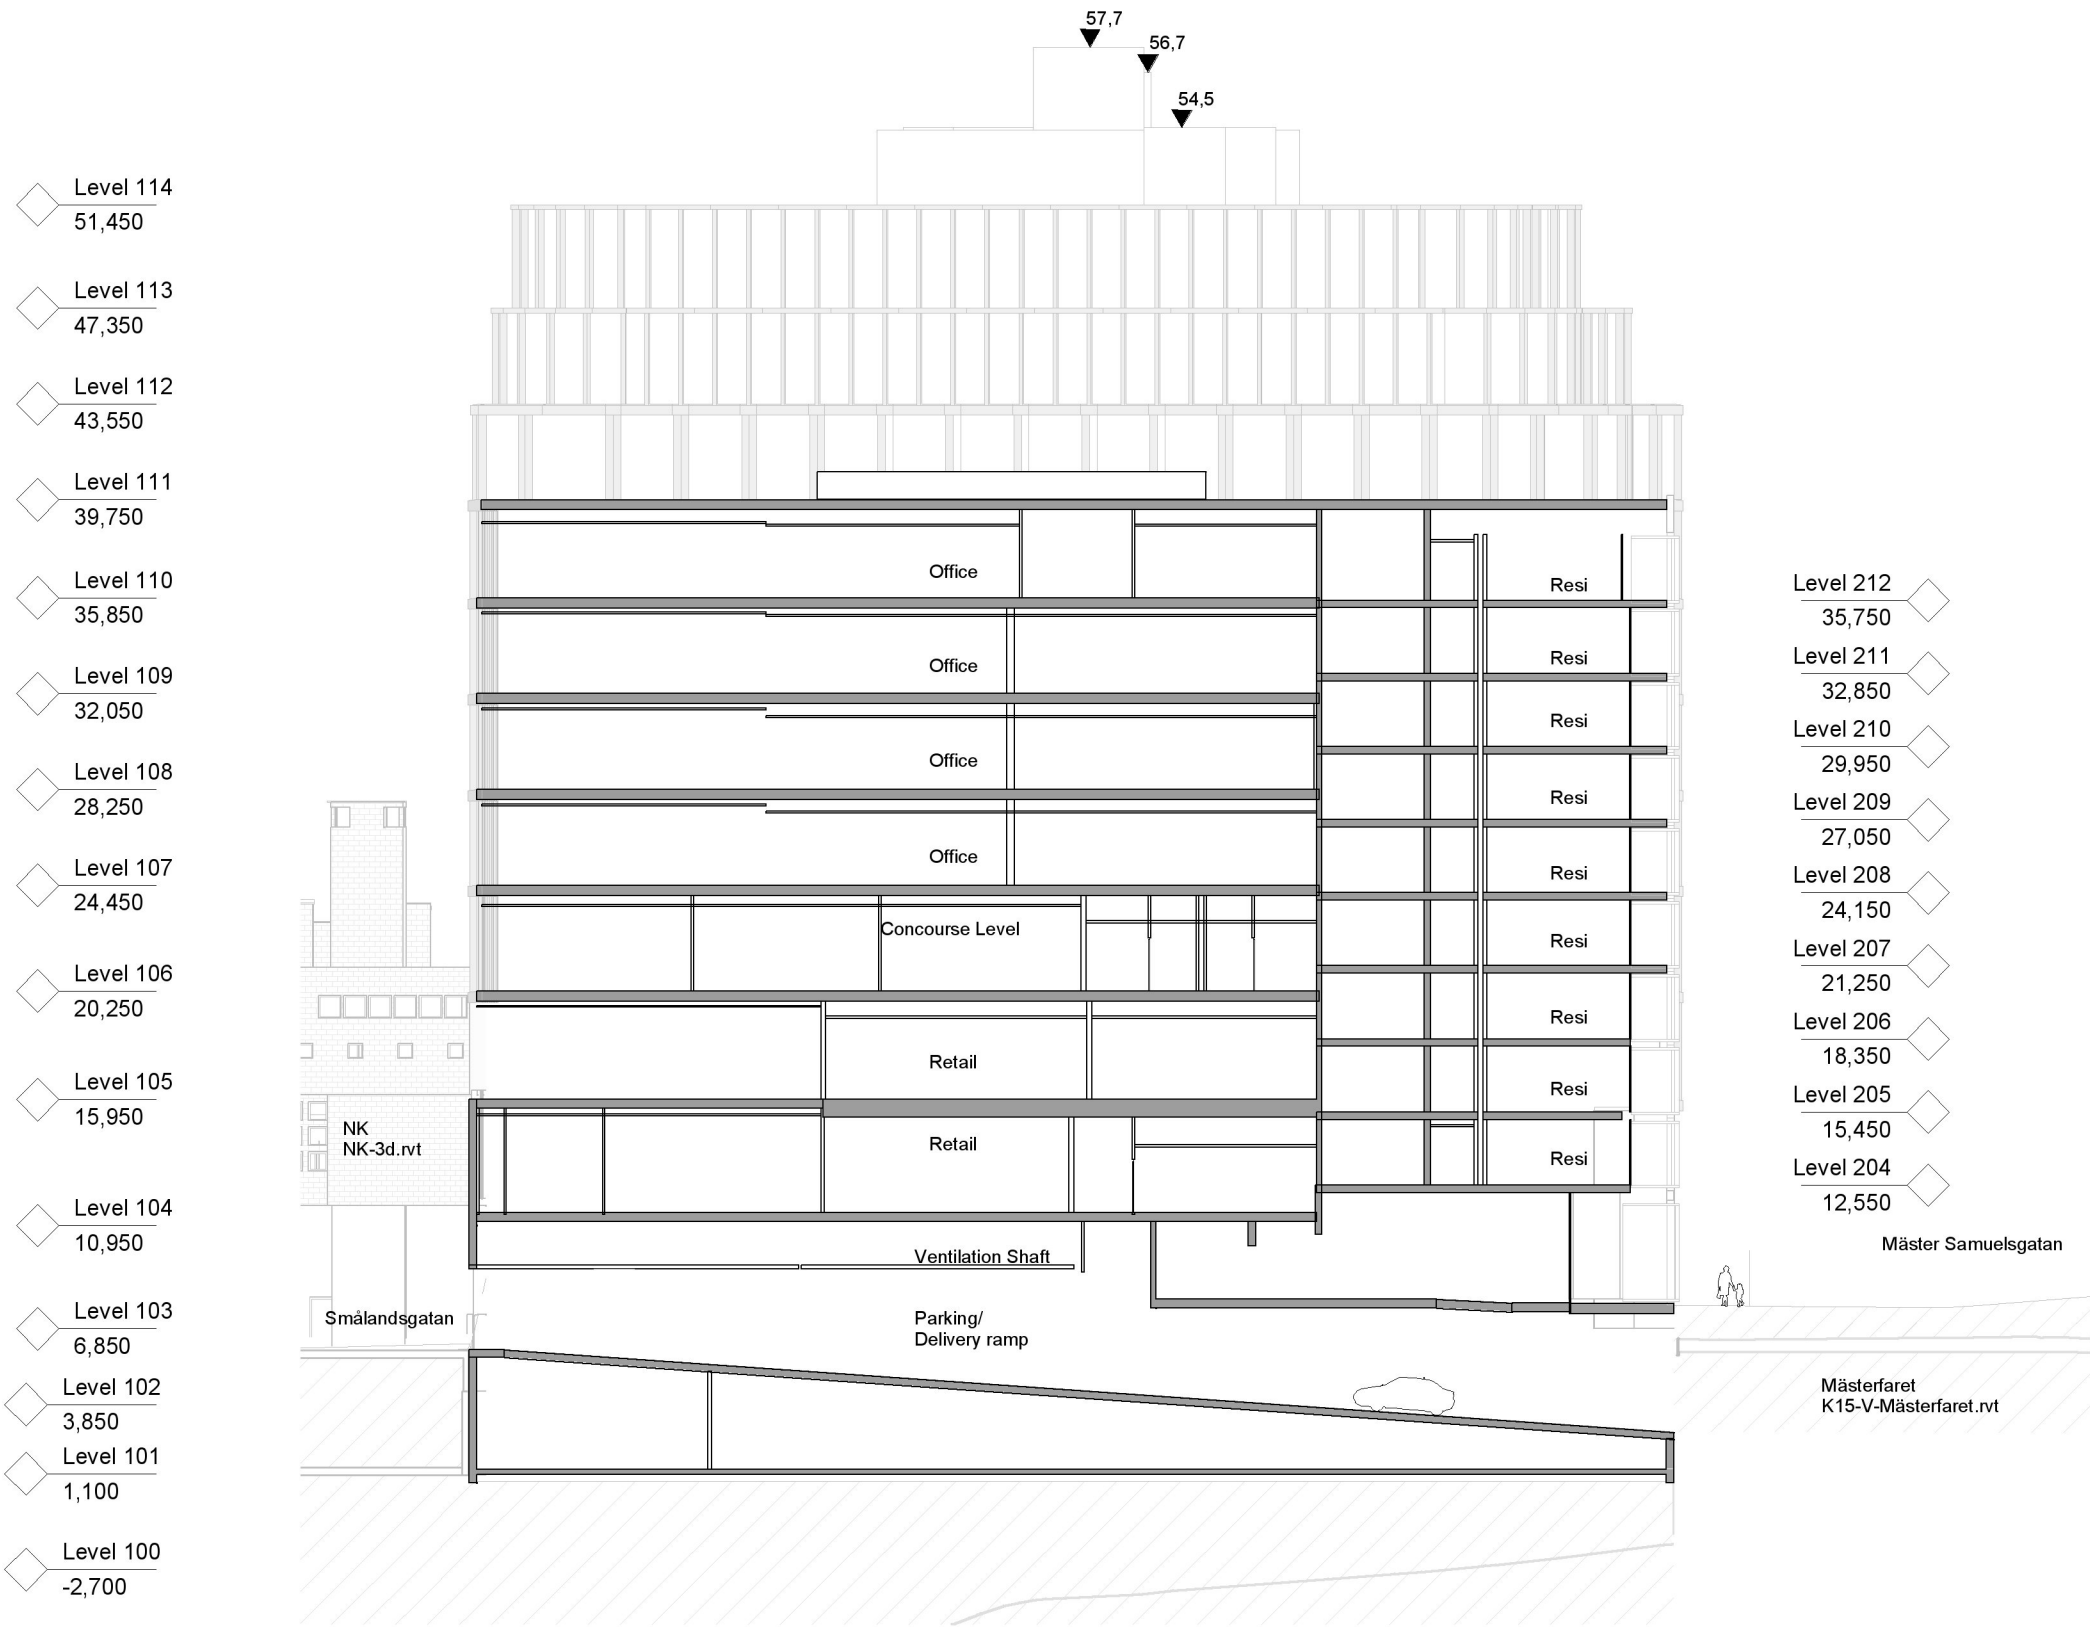 57,7
56,7
54,5
Level 114
51,450
Level 113
47,350
Level 112
43,550
Level 111
39,750
Level 110
35,850
Level 109
32,050
Level 108
28,250
Level 107
24,450
Level 106
20,250
Level 105
15,950
Level 104
10,950
Level 103
6,850
Level 102
3,850
Level 101
1,100
Level 100
-2,700
Office
Office
Office
Office
Concourse Level
Retail
Retail
Ventilation Shaft
Parking/
Delivery ramp
NK
NK-3d.rvt
Smålandsgatan
Resi
Resi
Resi
Resi
Resi
Resi
Resi
Resi
Resi
Level 212
35,750
Level 211
32,850
Level 210
29,950
Level 209
27,050
Level 208
24,150
Level 207
21,250
Level 206
18,350
Level 205
15,450
Level 204
12,550
Mäster Samuelsgatan
Mästerfaret
K15-V-Mästerfaret.rvt